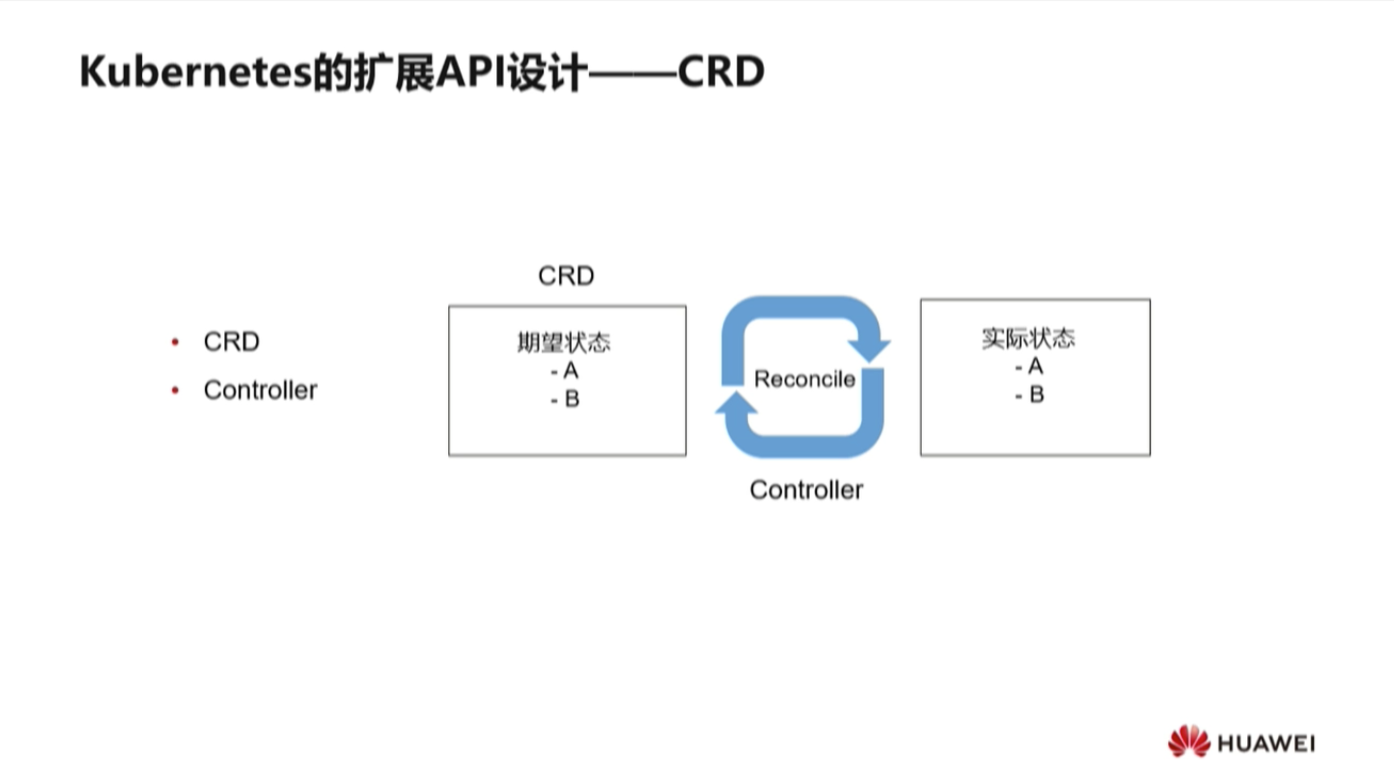 Kubernetes的扩展API设计——CRD
• CRD
• Controller
CRD
期望状态
- A
- B
Reconcile
Controller
实际状态
- A
- B
HUAWEI